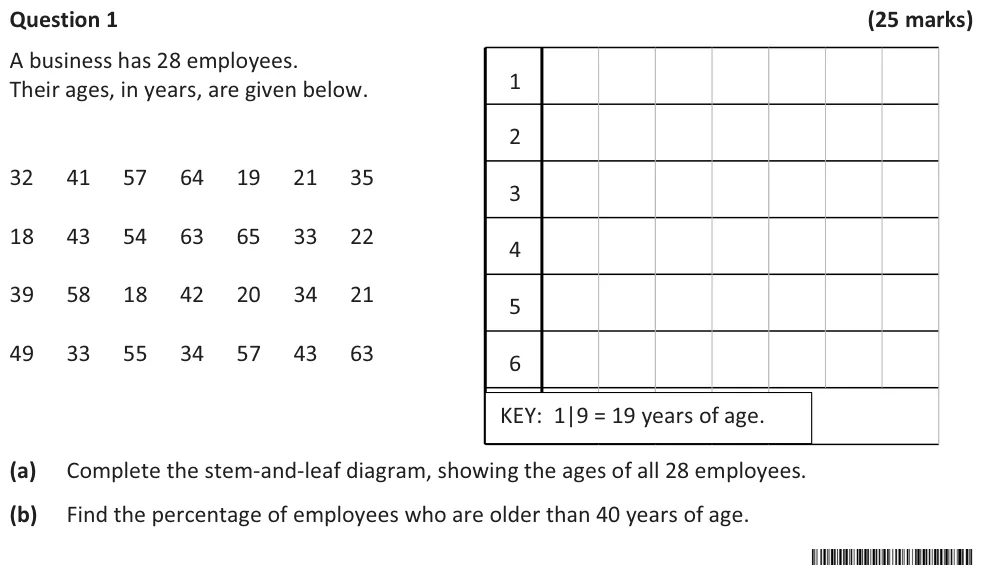 Question 1 (25 marks)
A business has 28 employees.
Their ages, in years, are given below.
32 41 57 64 19 21 35
18 43 54 63 65 33 22
39 58 18 42 20 34 21
49 33 55 34 57 43 63
1
2
3
4
5
6
KEY: 1|9 = 19 years of age.
(a) Complete the stem-and-leaf diagram, showing the ages of all 28 employees.
(b) Find the percentage of employees who are older than 40 years of age.